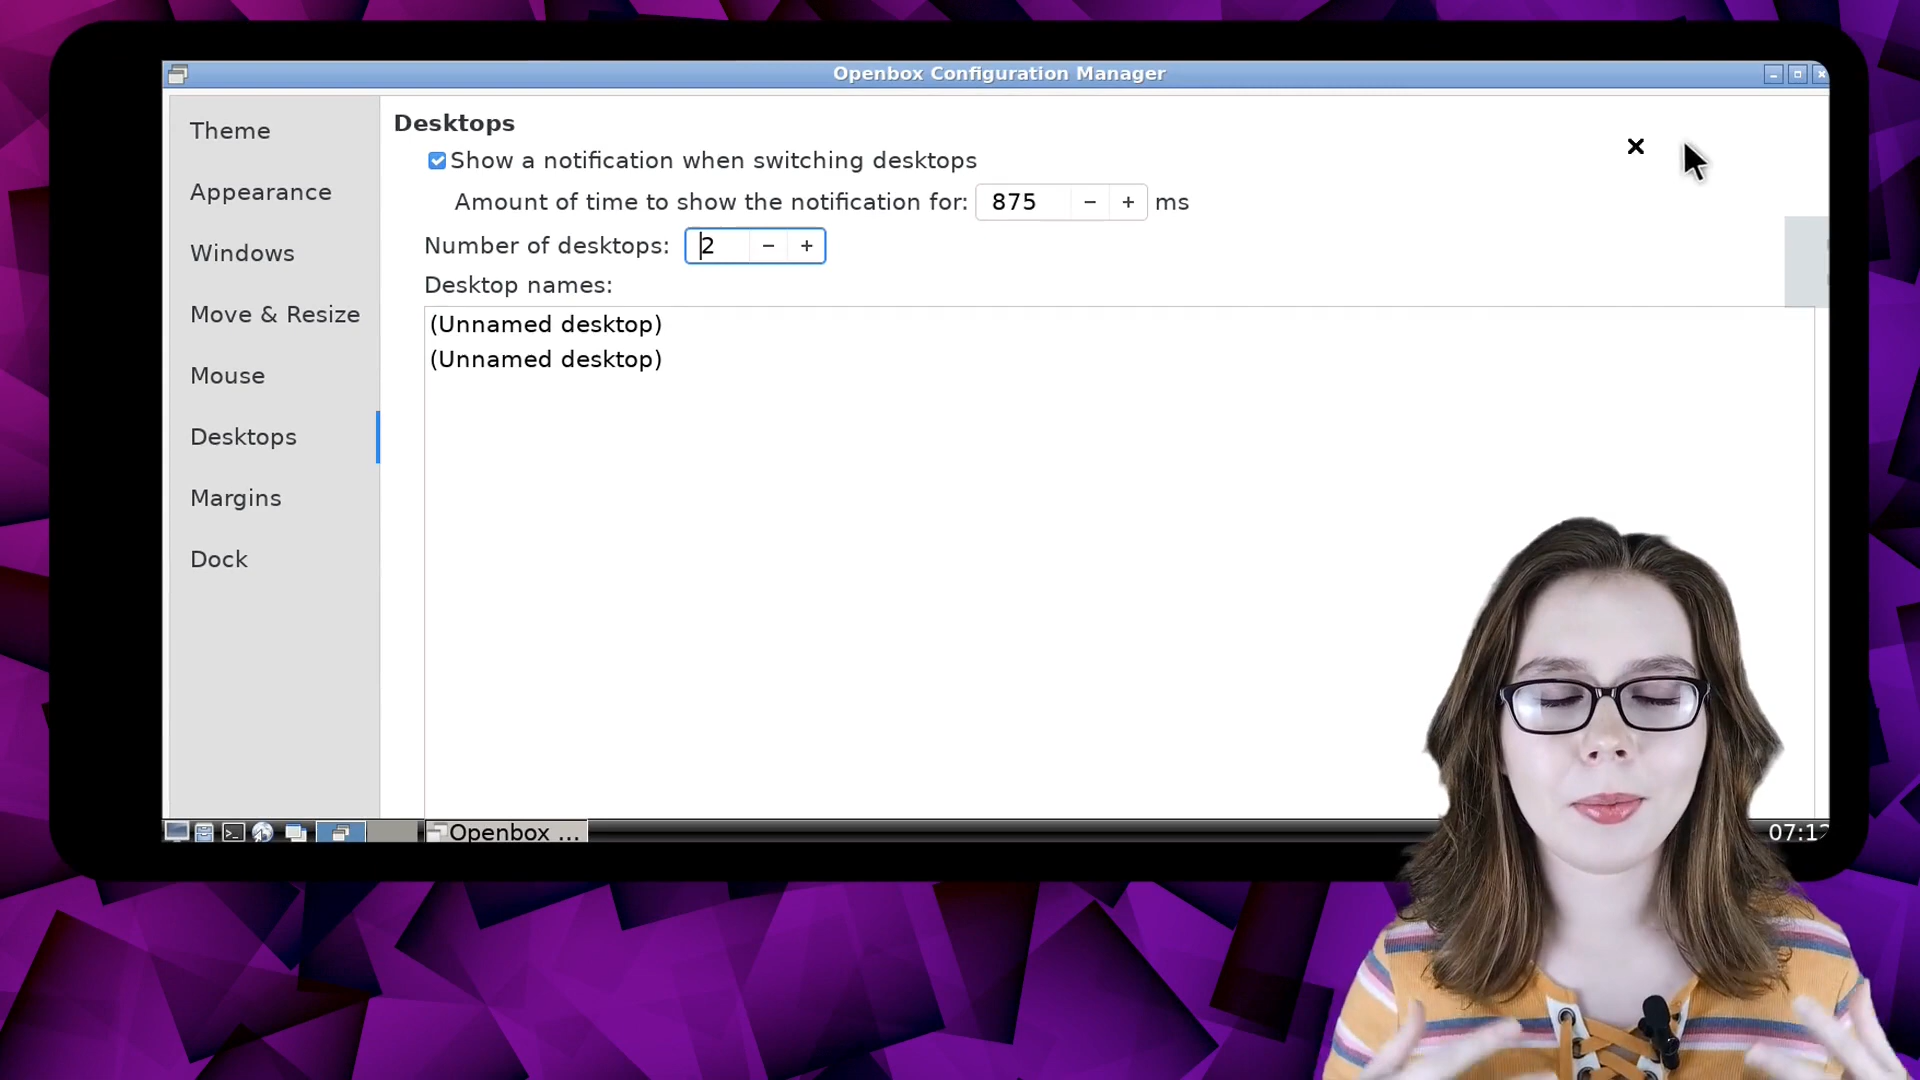 Openbox Configuration Manager
Theme
Appearance
Windows
Move & Resize
Mouse
Desktops
Margins
Dock
Desktops
Show a notification when switching desktops
Amount of time to show the notification for: 875 − + ms
Number of desktops: 2 − +
Desktop names:
(Unnamed desktop)
(Unnamed desktop)
Openbox ...